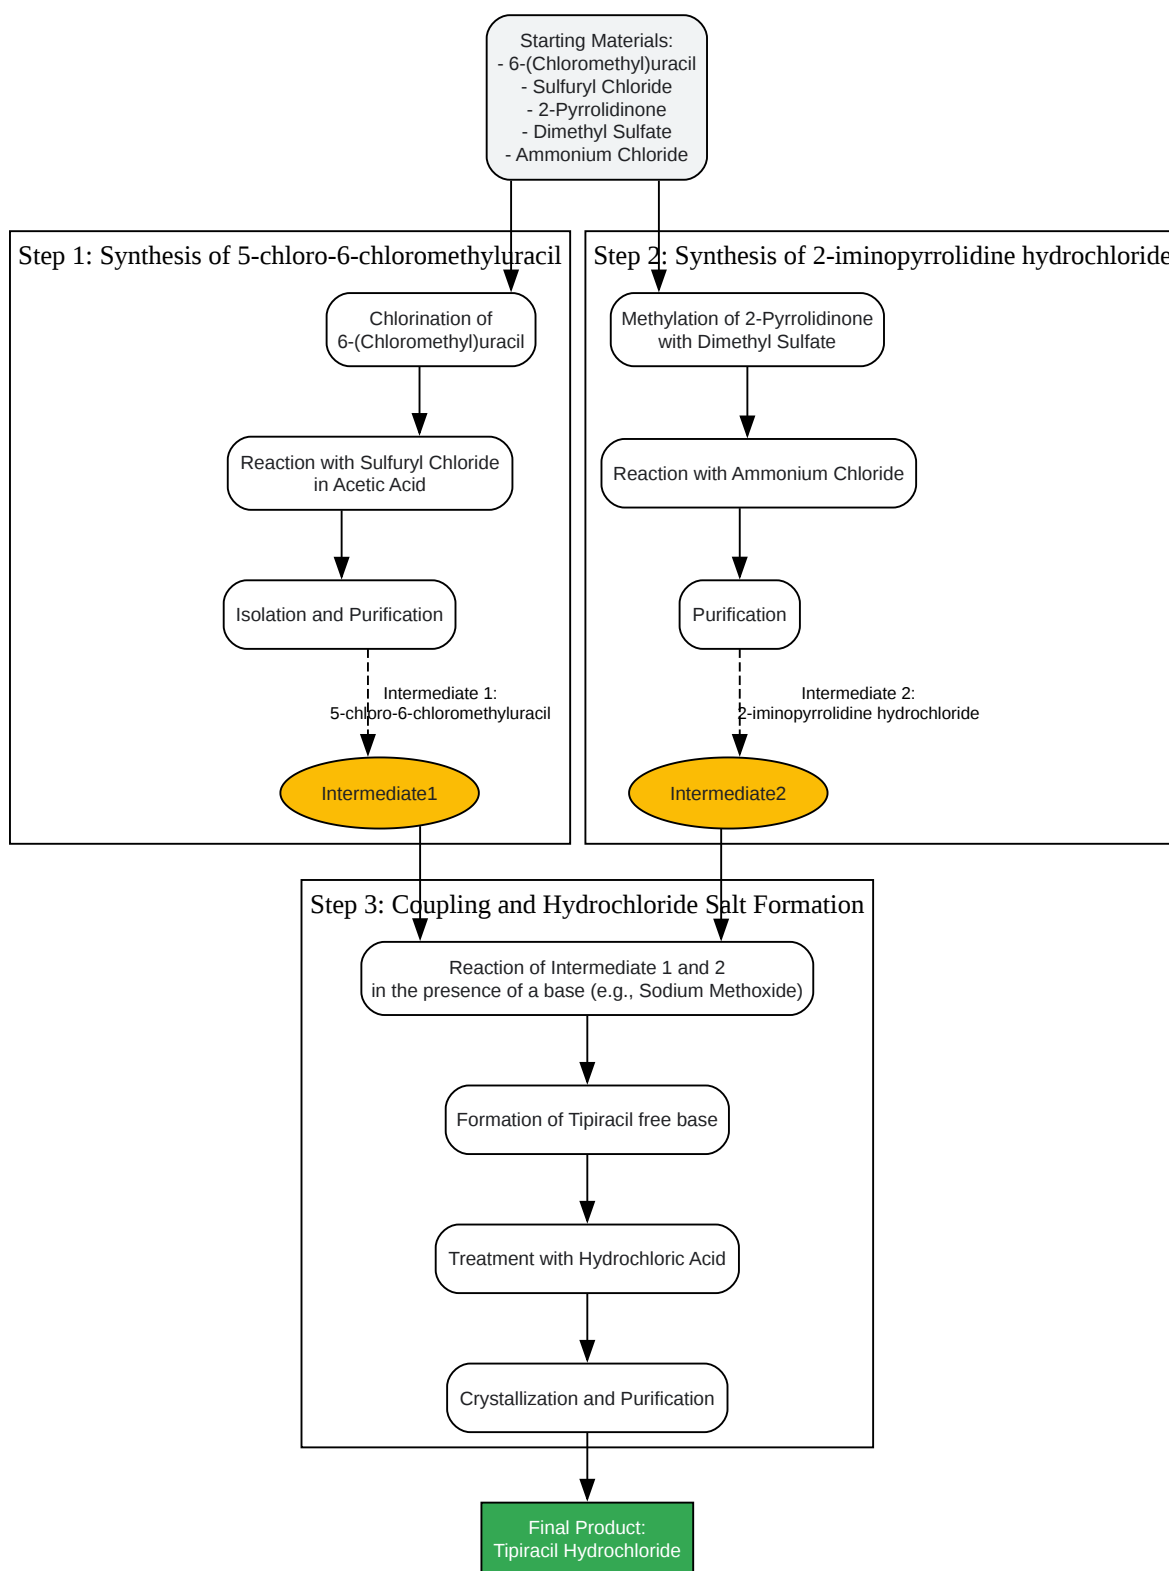 Starting Materials:
- 6-(Chloromethyl)uracil
- Sulfuryl Chloride
- 2-Pyrrolidinone
- Dimethyl Sulfate
- Ammonium Chloride
Step 1: Synthesis of 5-chloro-6-chloromethyluracil
Chlorination of
6-(Chloromethyl)uracil
Reaction with Sulfuryl Chloride
in Acetic Acid
Isolation and Purification
Intermediate 1:
5-chloro-6-chloromethyluracil
Intermediate1
Step 2: Synthesis of 2-iminopyrrolidine hydrochloride
Methylation of 2-Pyrrolidinone
with Dimethyl Sulfate
Reaction with Ammonium Chloride
Purification
Intermediate 2:
2-iminopyrrolidine hydrochloride
Intermediate2
Step 3: Coupling and Hydrochloride Salt Formation
Reaction of Intermediate 1 and 2
in the presence of a base (e.g., Sodium Methoxide)
Formation of Tipiracil free base
Treatment with Hydrochloric Acid
Crystallization and Purification
Final Product:
Tipiracil Hydrochloride